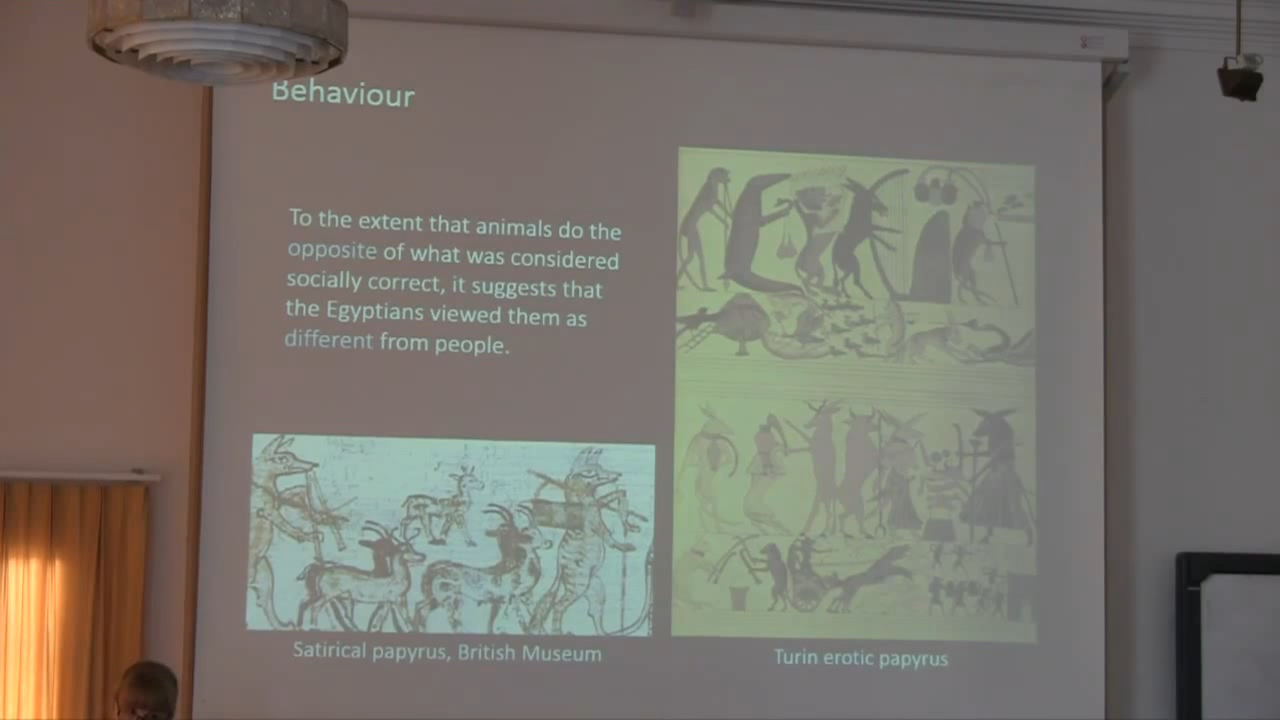 Behaviour
To the extent that animals do the
opposite of what was considered
socially correct, it suggests that
the Egyptians viewed them as
different from people.
Satirical papyrus, British Museum
Turin erotic papyrus